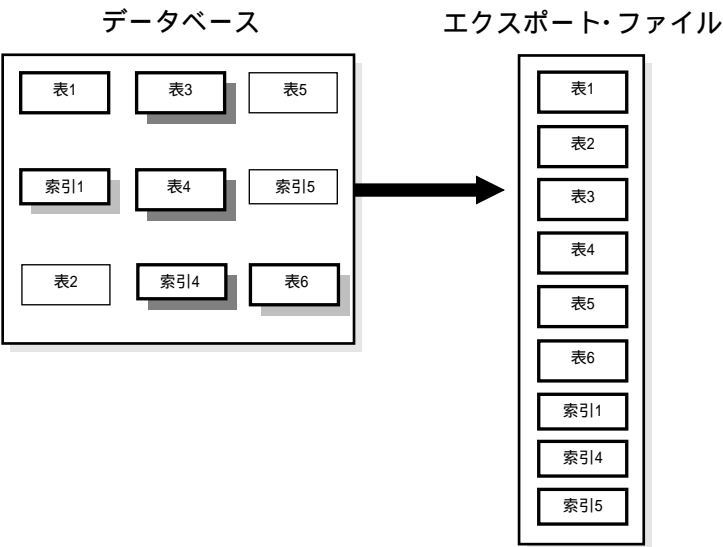 データベース
エクスポート・ファイル
表1
表3
表5
索引1
表4
索引5
表2
索引4
表6
表1
表2
表3
表4
表5
表6
索引1
索引4
索引5